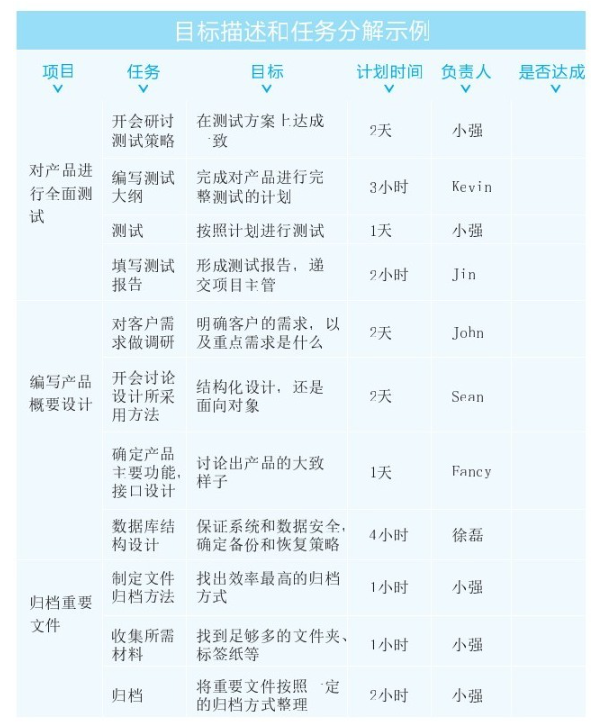 目标描述和任务分解示例
项目 任务 目标 计划时间 负责人 是否达成
对产品进
行全面测
试
开会研讨
测试策略
在测试方案上达成
一致
2天
小强
编写测试
大纲
完成对产品进行完
整测试的计划
3小时
Kevin
测试
按照计划进行测试
1天
小强
填写测试
报告
形成测试报告，递
交项目主管
2小时
Jin
编写产品
概要设计
对客户需
求做调研
明确客户的需求，以
及重点需求是什么
2天
John
开会讨论
设计所采
用方法
结构化设计，还是
面向对象
2天
Sean
确定产品
主要功能，
接口设计
讨论出产品的大致
样子
1天
Fancy
数据库结
构设计
保证系统和数据安全，
确定备份和恢复策略
4小时
徐磊
归档重要
文件
制定文件
归档方法
找出效率最高的归档
方式
1小时
小强
收集所需
材料
找到足够多的文件夹、
标签纸等
1小时
小强
归档
将重要文件按照一定
的归档方式整理
2小时
小强